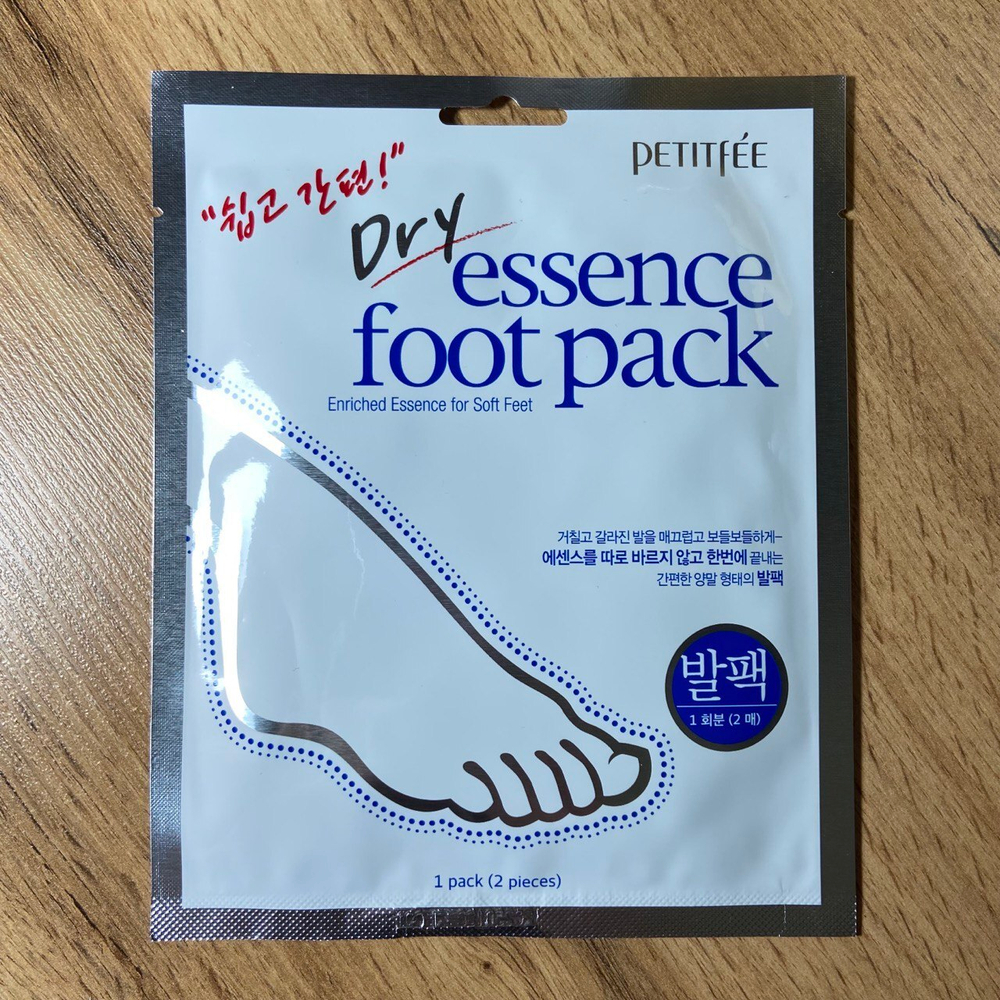 PETITFÉE
"쉽고 간편!"
Dry
essence
foot pack
Enriched Essence for Soft Feet
거칠고 갈라진 발을 매끄럽고 보들보들하게~
에센스를 따로 바르지 않고 한번에 끝내는
간편한 양말 형태의 발팩
발팩
1 회분 (2 매)
1 pack (2 pieces)